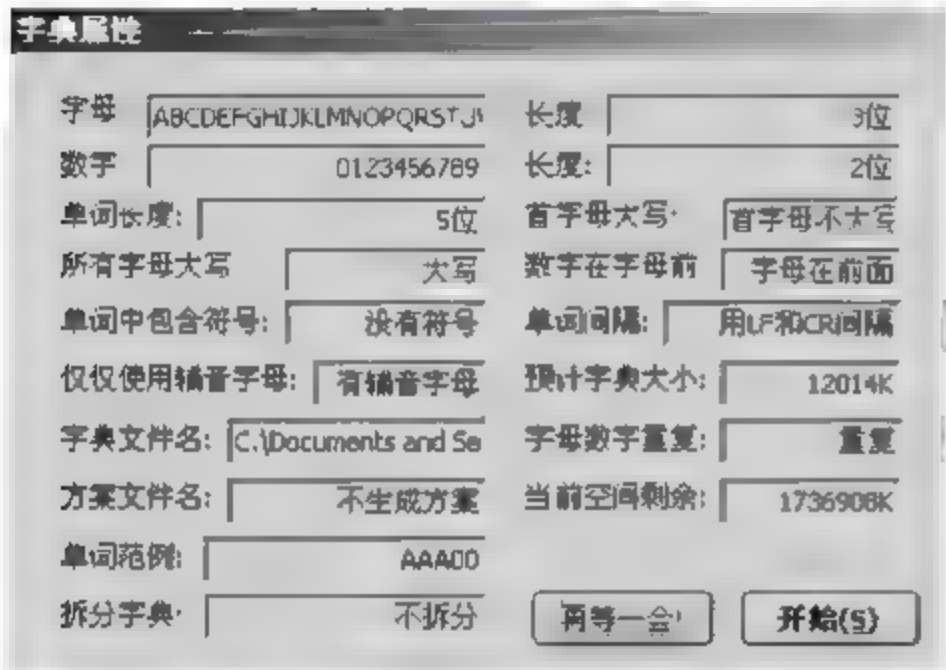 字典属性
字母 ABCDEFGHIJKLMNOPQRSTU 长度 3位
数字 0123456789 长度: 2位
单词长度: 5位 首字母大写: 首字母不大写
所有字母大写 大写 数字在字母前 字母在前面
单词中包含符号: 没有符号 单词间隔: 用LF和CR间隔
仅仅使用辅音字母: 有辅音字母 预计字典大小: 12014K
字典文件名: C:\Documents and Se 字母数字重复: 重复
方案文件名: 不生成方案 当前空间剩余: 1736908K
单词范例: AAA00
拆分字典: 不拆分 再等一会! 开始(S)